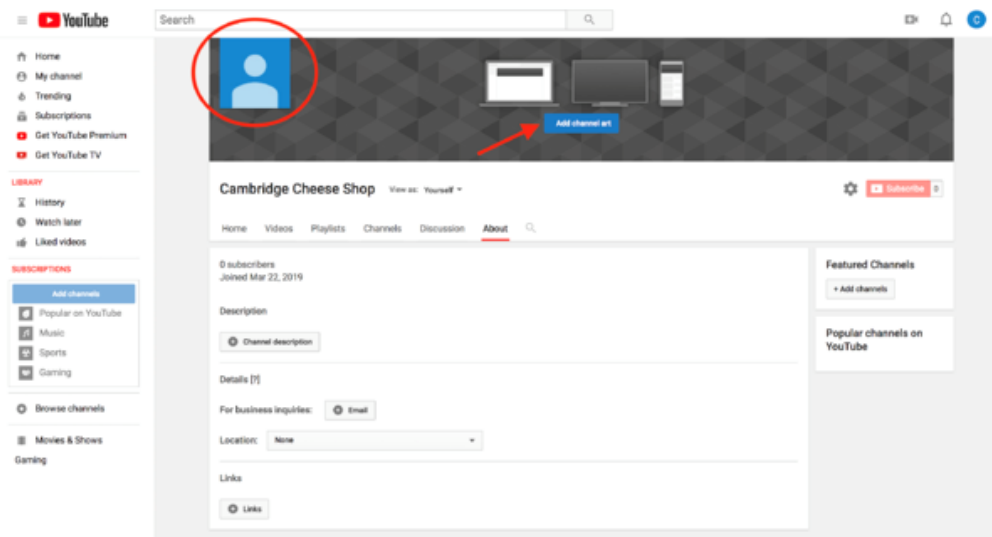 YouTube
Search
C
Home
My channel
Trending
Subscriptions
Get YouTube Premium
Get YouTube TV
LIBRARY
History
Watch later
Liked videos
SUBSCRIPTIONS
Add channels
Popular on YouTube
Music
Sports
Gaming
Browse channels
Movies & Shows
Gaming
Add channel art
Cambridge Cheese Shop View as: Yourself
Subscribe 0
Home Videos Playlists Channels Discussion About
0 subscribers
Joined Mar 22, 2019
Description
Channel description
Details [?]
For business inquiries: Email
Location: None
Links
Links
Featured Channels
+ Add channels
Popular channels on
YouTube